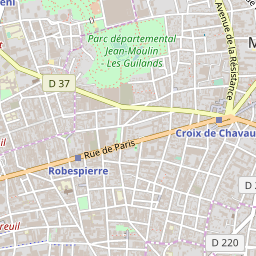 Parc départemental
Jean-Moulin
Les Guilands
Avenue de la Résistance
M
D 37
Croix de Chavau
Rue de Paris
Robespierre
D
reuil
D 220